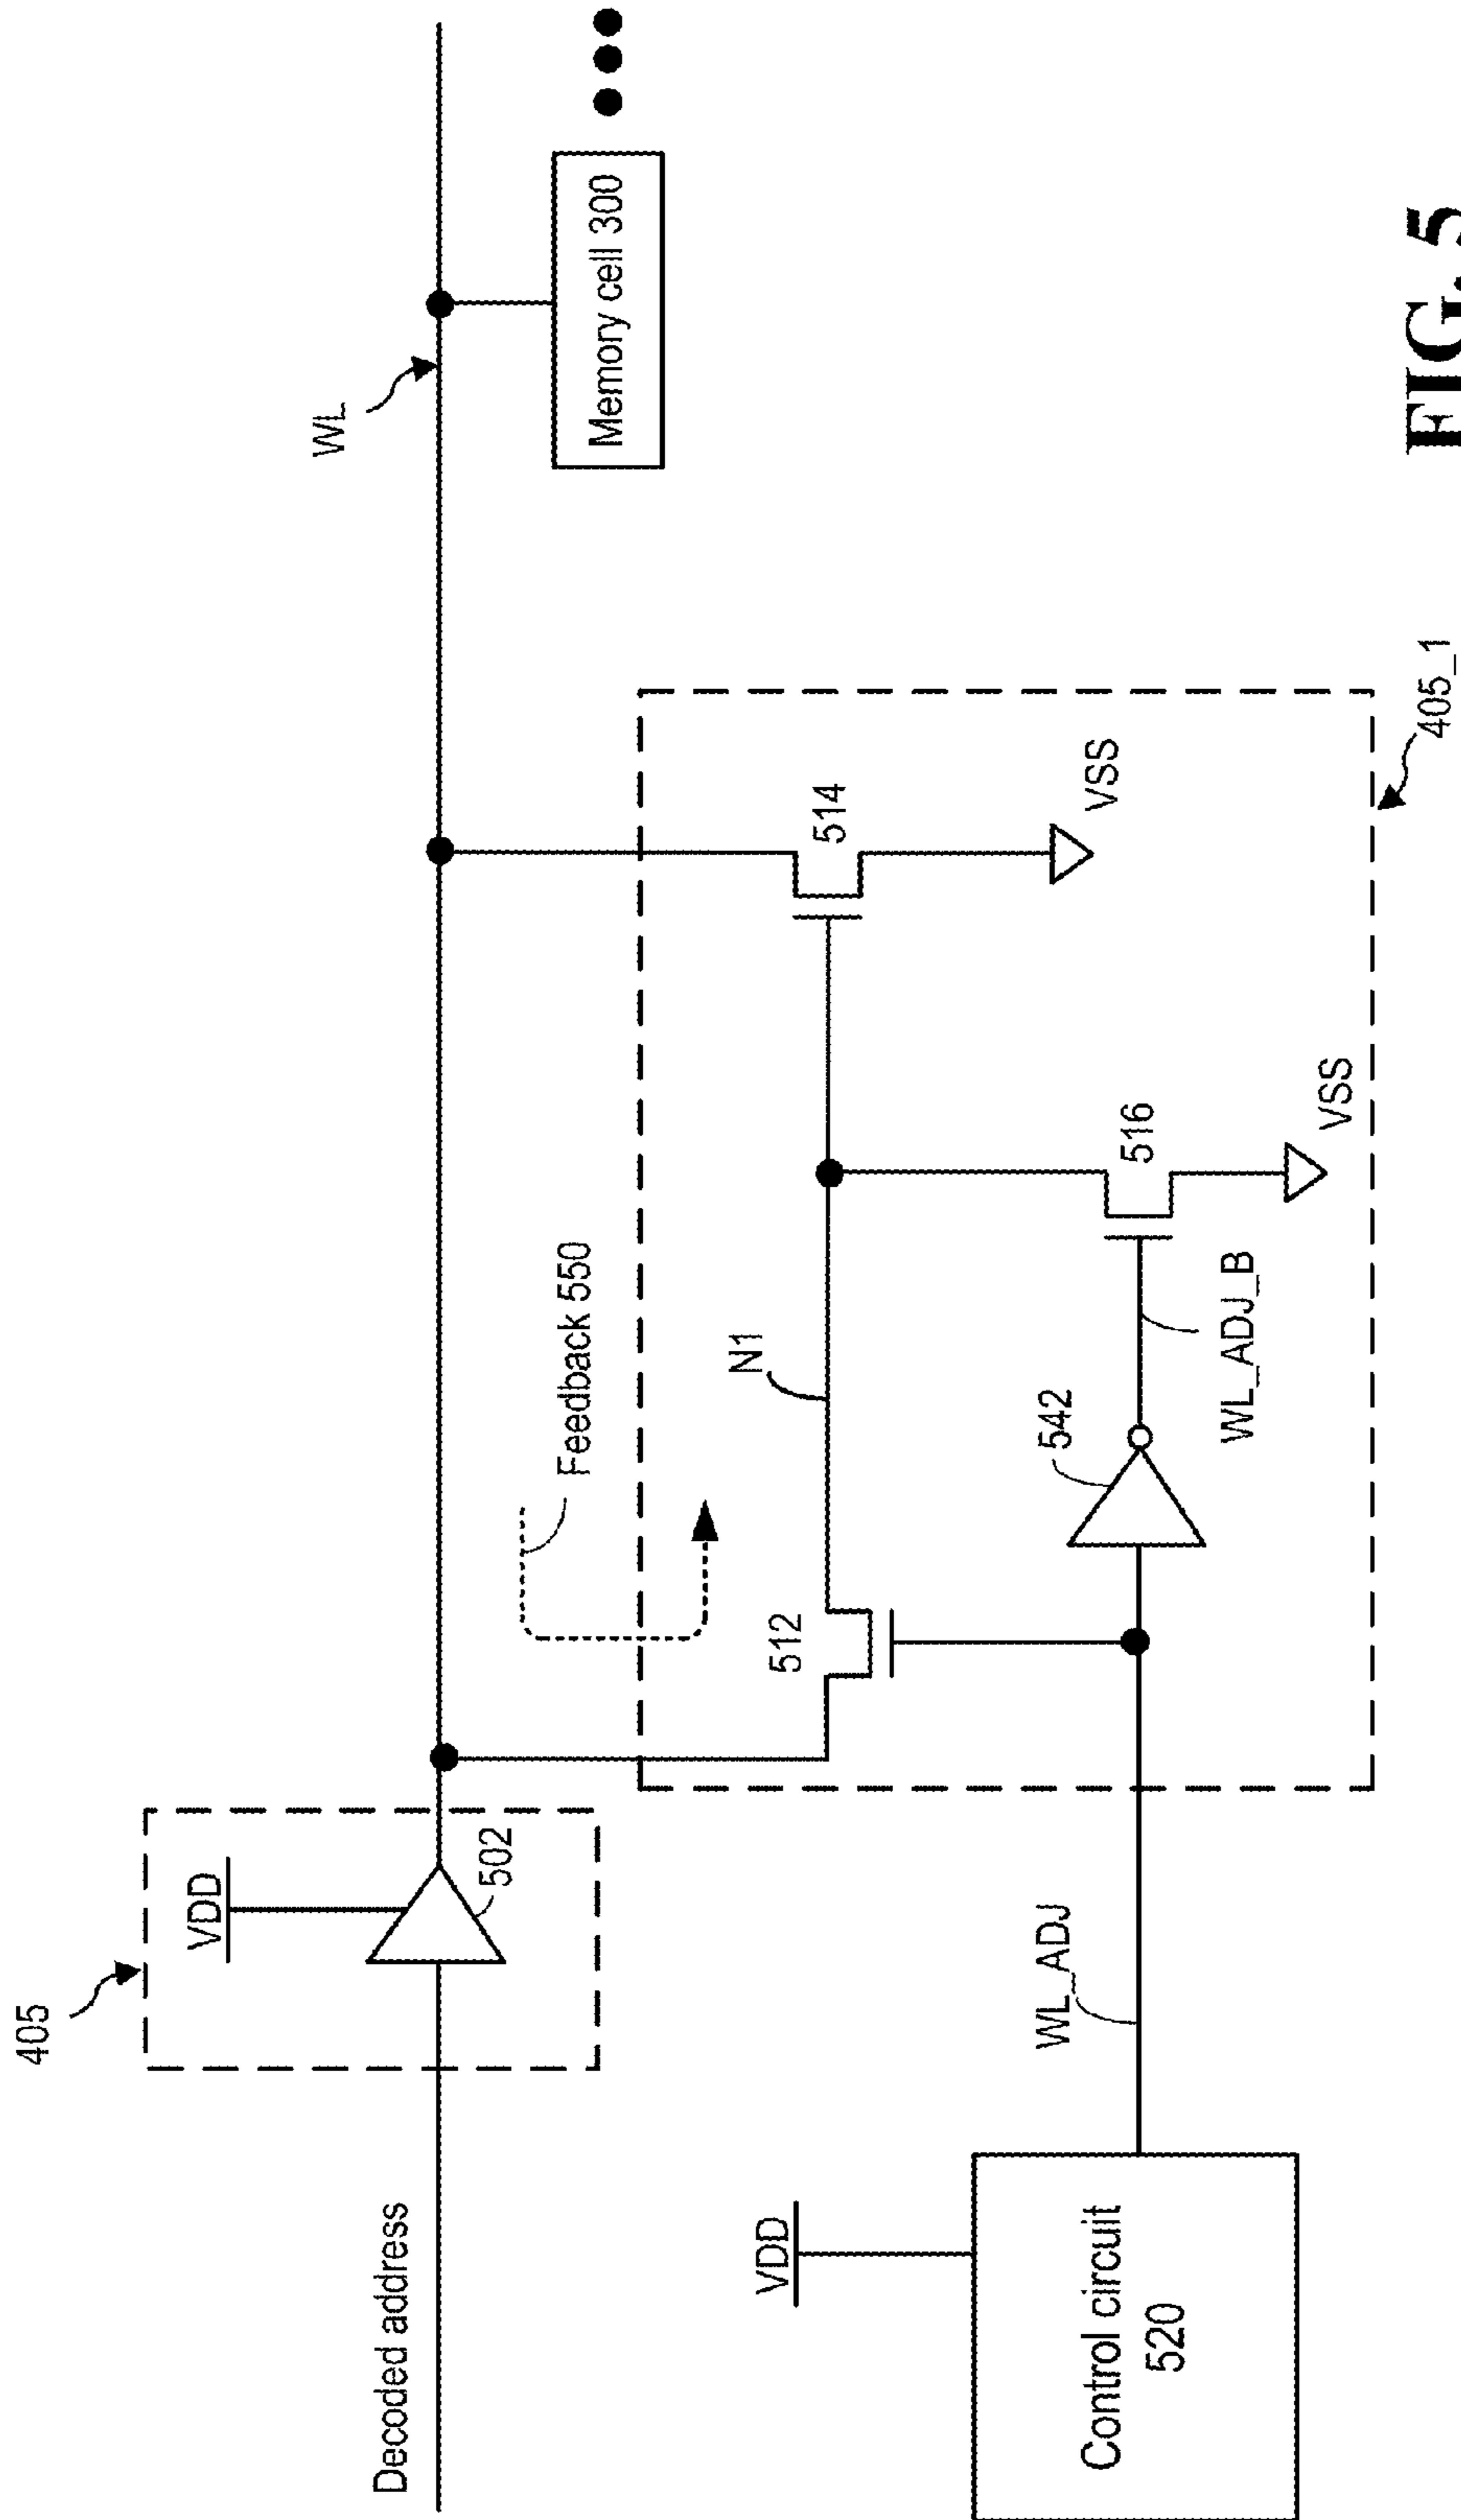 405
VDD
502
Decoded address
WL
Memory cell 300
Feedback 550
512
N1
514
VSS
542
516
WL_ADJ_B
VSS
VDD
WL_ADJ
Control circuit
520
405_1
FIG. 5